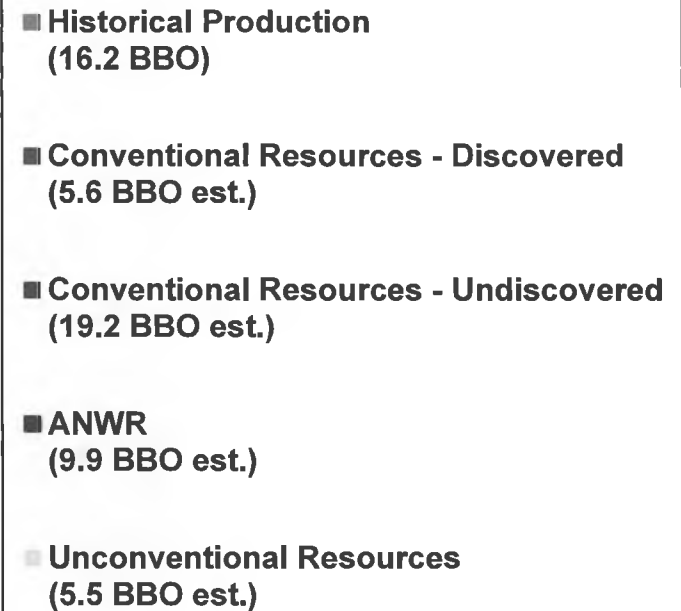 Historical Production
(16.2 BBO)
Conventional Resources - Discovered
(5.6 BBO est.)
Conventional Resources - Undiscovered
(19.2 BBO est.)
ANWR
(9.9 BBO est.)
Unconventional Resources
(5.5 BBO est.)